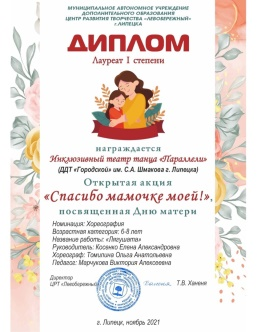 МУНИЦИПАЛЬНОЕ АВТОНОМНОЕ УЧРЕЖДЕНИЕ
ДОПОЛНИТЕЛЬНОГО ОБРАЗОВАНИЯ
ЦЕНТР РАЗВИТИЯ ТВОРЧЕСТВА «ЛЕВОБЕРЕЖНЫЙ»
г ЛИПЕЦКА
ДИПЛОМ
Лауреат I степени
награждается
Инклюзивный театр танца «Параллели»
(ДДТ «Городской» им. С.А. Шмакова г. Липецка)
Открытая акция
«Спасибо мамочке моей!»,
посвященная Дню матери
Номинация: Хореография
Возрастная категория: 6-8 лет
Название работы: «Лягушата»
Руководитель: Косенко Елена Александровна
Хореограф: Томилина Ольга Анатольевна
Педагог: Марчукова Виктория Алексеевна
Директор
ЦРТ «Левобережный»
Т.В. Ханеня
г. Липецк, ноябрь 2021